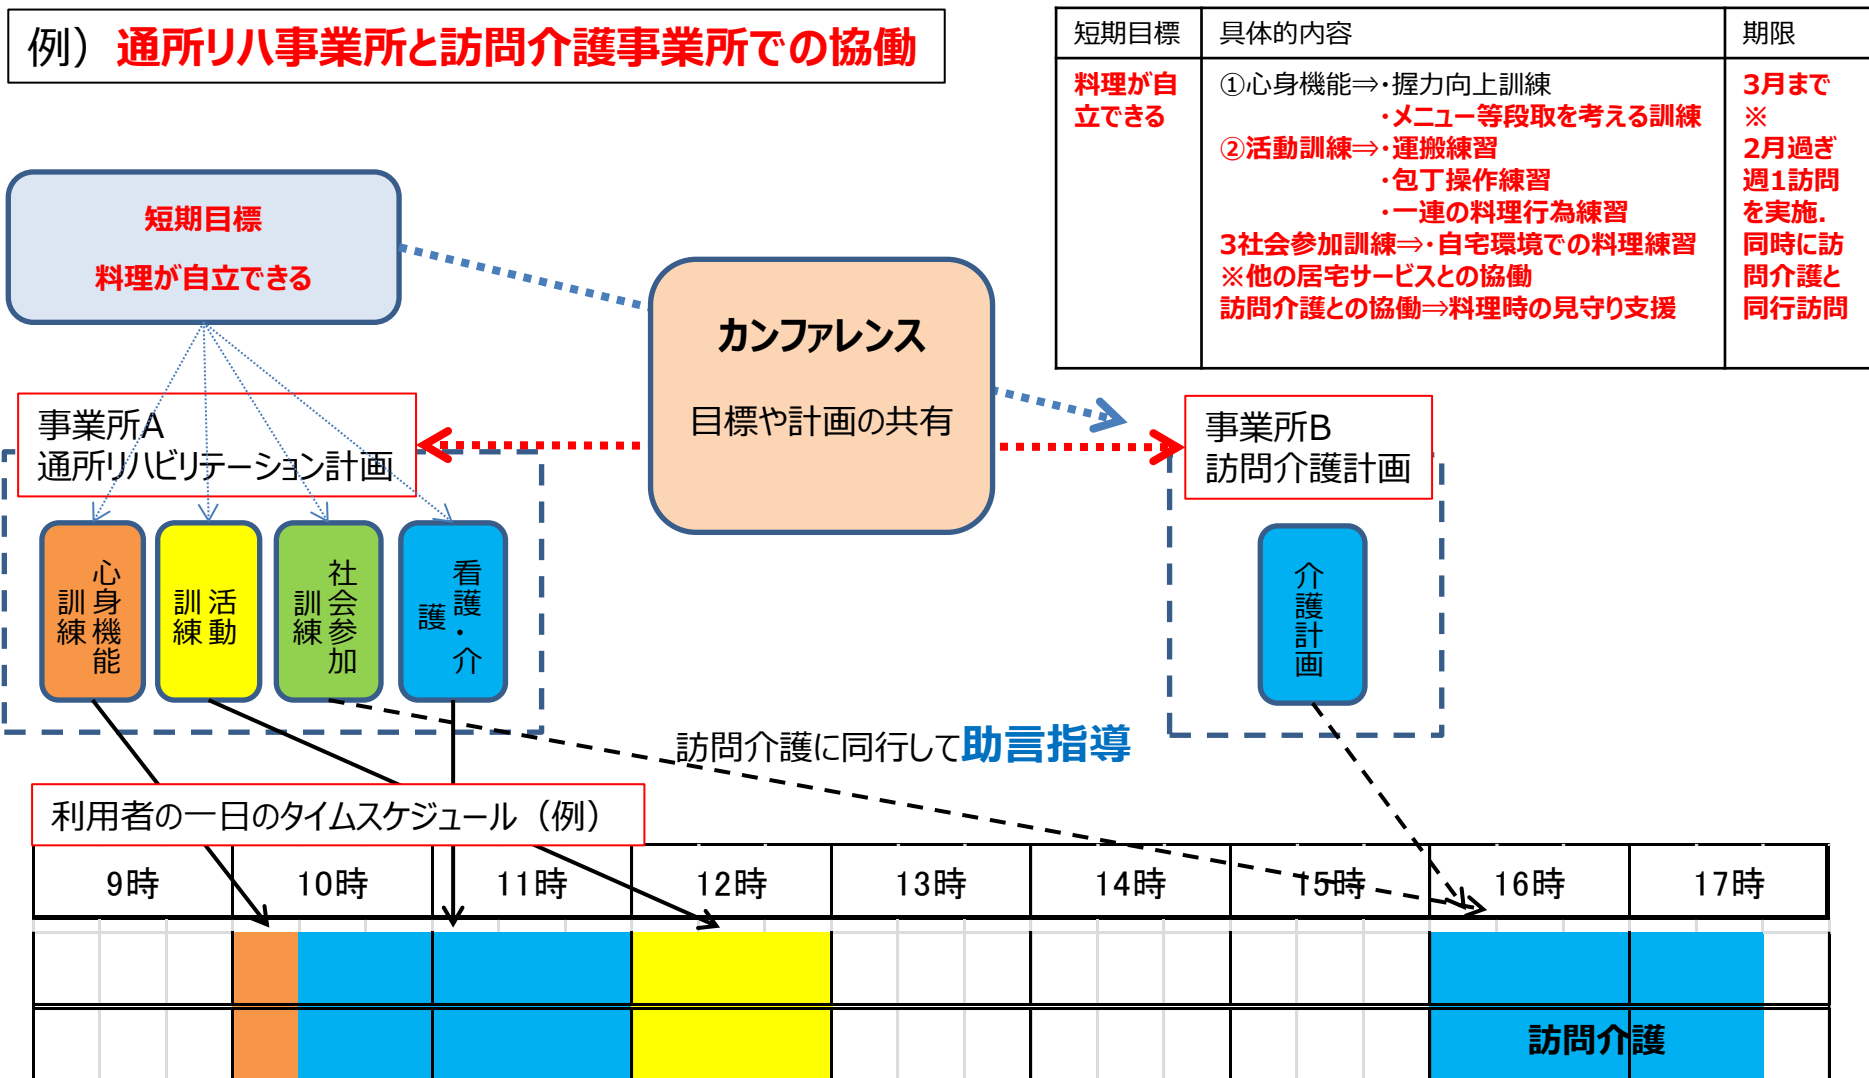 例）通所リハ事業所と訪問介護事業所での協働
短期目標
具体的内容
期限
料理が自
立できる
①心身機能⇒・握力向上訓練
・メニュー等段取を考える訓練
②活動訓練⇒・運搬練習
・包丁操作練習
・一連の料理行為練習
3社会参加訓練⇒・自宅環境での料理練習
※他の居宅サービスとの協働
訪問介護との協働⇒料理時の見守り支援
3月まで
※
2月過ぎ
週1訪問
を実施．
同時に訪
問介護と
同行訪問
短期目標
料理が自立できる
カンファレンス
目標や計画の共有
事業所A
通所リハビリテーション計画
事業所B
訪問介護計画
心身機能
訓練
活動
訓練
社会参加
訓練
看護・介
護
介護計画
訪問介護に同行して助言指導
利用者の一日のタイムスケジュール（例）
9時
10時
11時
12時
13時
14時
15時
16時
17時
訪問介護